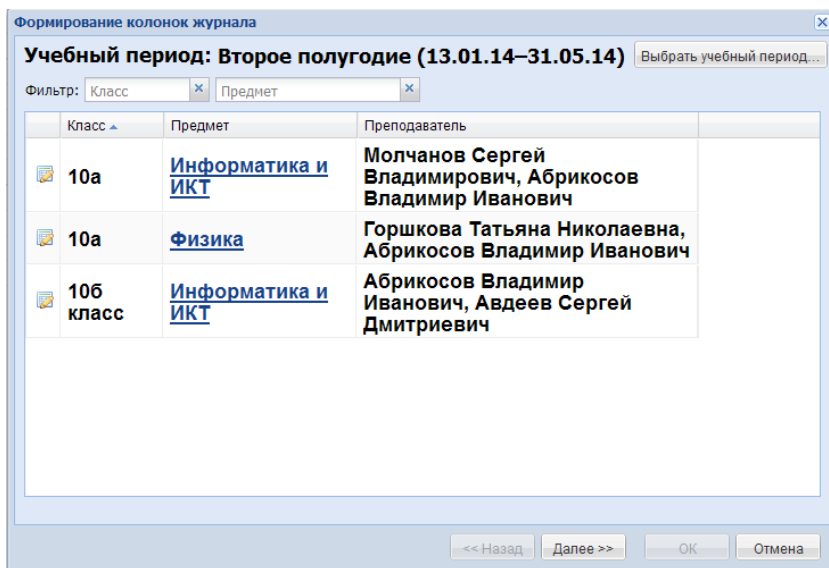 Формирование колонок журнала
Учебный период: Второе полугодие (13.01.14–31.05.14) Выбрать учебный период...
Фильтр: Класс Предмет
Класс Предмет Преподаватель
10а Информатика и ИКТ Молчанов Сергей Владимирович, Абрикосов Владимир Иванович
10а Физика Горшкова Татьяна Николаевна, Абрикосов Владимир Иванович
10б класс Информатика и ИКТ Абрикосов Владимир Иванович, Авдеев Сергей Дмитриевич
<< Назад Далее >> ОК Отмена